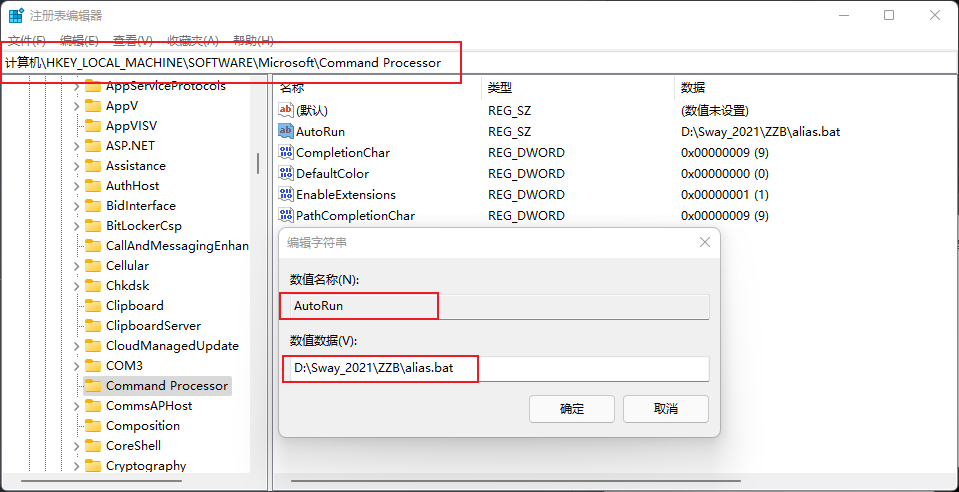 注册表编辑器
文件(F) 编辑(E) 查看(V) 收藏夹(A) 帮助(H)
计算机\HKEY_LOCAL_MACHINE\SOFTWARE\Microsoft\Command Processor
AppServiceProtocols
AppV
AppVISV
ASP.NET
Assistance
AuthHost
BidInterface
BitLockerCsp
CallAndMessagingEnhan
Cellular
Chkdsk
Clipboard
ClipboardServer
CloudManagedUpdate
COM3
Command Processor
CommsAPHost
Composition
CoreShell
Cryptography
名称 类型 数据
ab (默认) REG_SZ (数值未设置)
ab AutoRun REG_SZ D:\Sway_2021\ZZB\alias.bat
CompletionChar REG_DWORD 0x00000009 (9)
DefaultColor REG_DWORD 0x00000000 (0)
EnableExtensions REG_DWORD 0x00000001 (1)
PathCompletionChar REG_DWORD 0x00000009 (9)
编辑字符串
数值名称(N):
AutoRun
数值数据(V):
D:\Sway_2021\ZZB\alias.bat
确定 取消